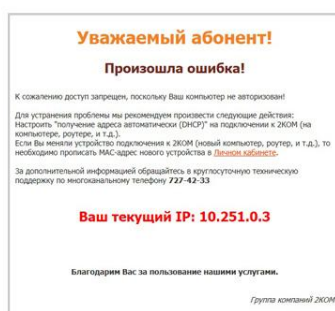 Уважаемый абонент!
Произошла ошибка!
К сожалению доступ запрещен, поскольку Ваш компьютер не авторизован!
Для устранения проблемы мы рекомендуем произвести следующие действия:
Настроить "получение адреса автоматически (DHCP)" на подключении к 2КОМ (на
компьютере, роутере, и т.д.).
Если Вы меняли устройство подключения к 2КОМ (новый компьютер, роутер, и т.д.), то
необходимо прописать MAC-адрес нового устройства в Личном кабинете.
За дополнительной информацией обращайтесь в круглосуточную техническую
поддержку по многоканальному телефону 727-42-33
Ваш текущий IP: 10.251.0.3
Благодарим Вас за пользование нашими услугами.
Группа компаний 2КОМ